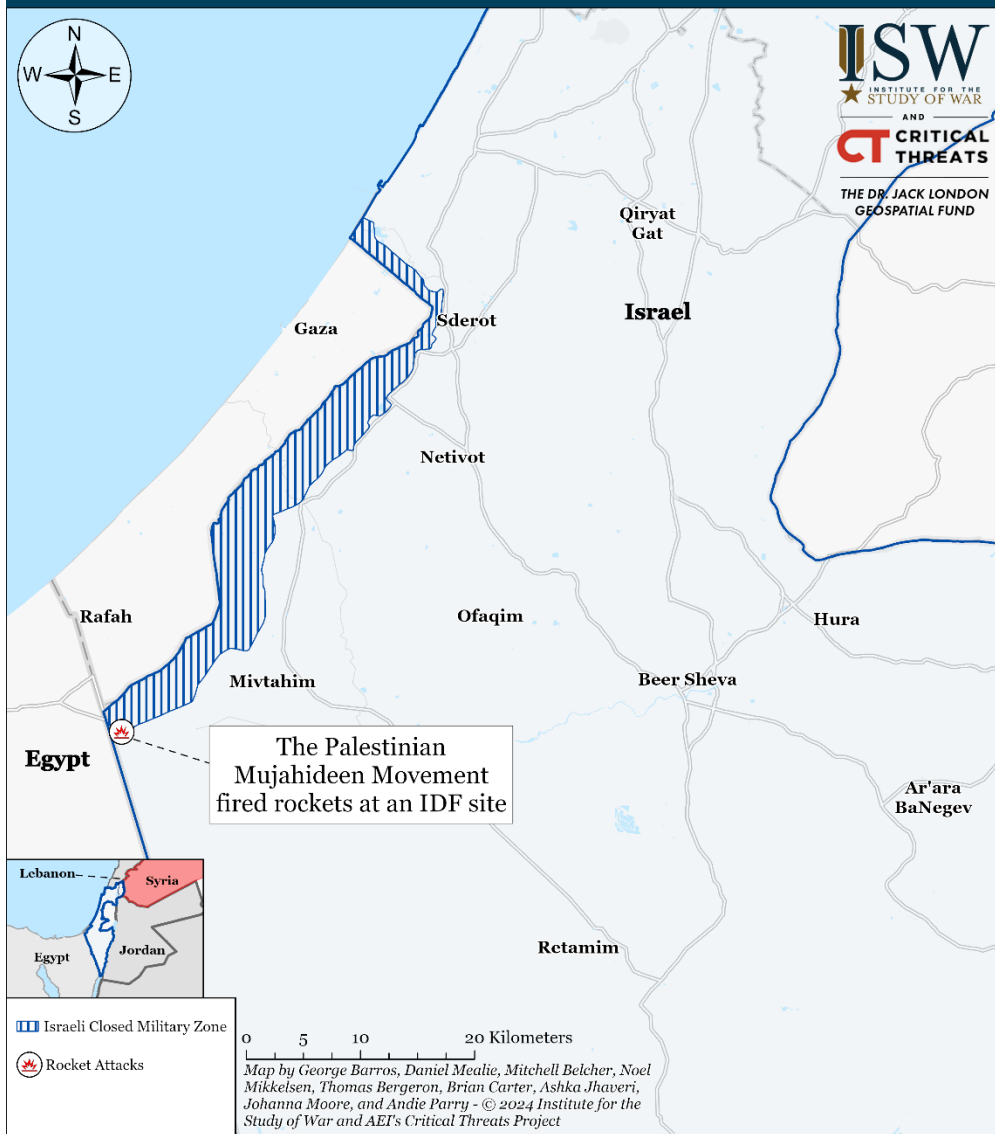 N
W
E
S
ISW
INSTITUTE FOR THE
STUDY OF WAR
AND
CT CRITICAL
THREATS
THE DR. JACK LONDON
GEOSPATIAL FUND
Qiryat
Gat
Israel
Gaza
Sderot
Netivot
Rafah
Ofaqim
Hura
Mivtahim
Beer Sheva
Egypt
The Palestinian
Mujahideen Movement
fired rockets at an IDF site
Ar'ara
BaNegev
Retamim
Lebanon
Syria
Egypt
Jordan
Israeli Closed Military Zone
Rocket Attacks
0 5 10 20 Kilometers
Map by George Barros, Daniel Mealie, Mitchell Belcher, Noel
Mikkelsen, Thomas Bergeron, Brian Carter, Ashka Jhaveri,
Johanna Moore, and Andie Parry - © 2024 Institute for the
Study of War and AEI's Critical Threats Project